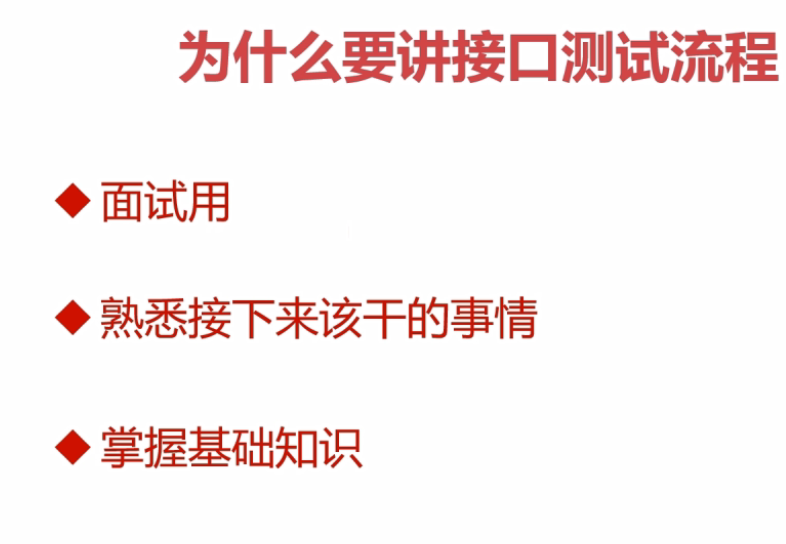 为什么要讲接口测试流程
面试用
熟悉接下来该干的事情
掌握基础知识